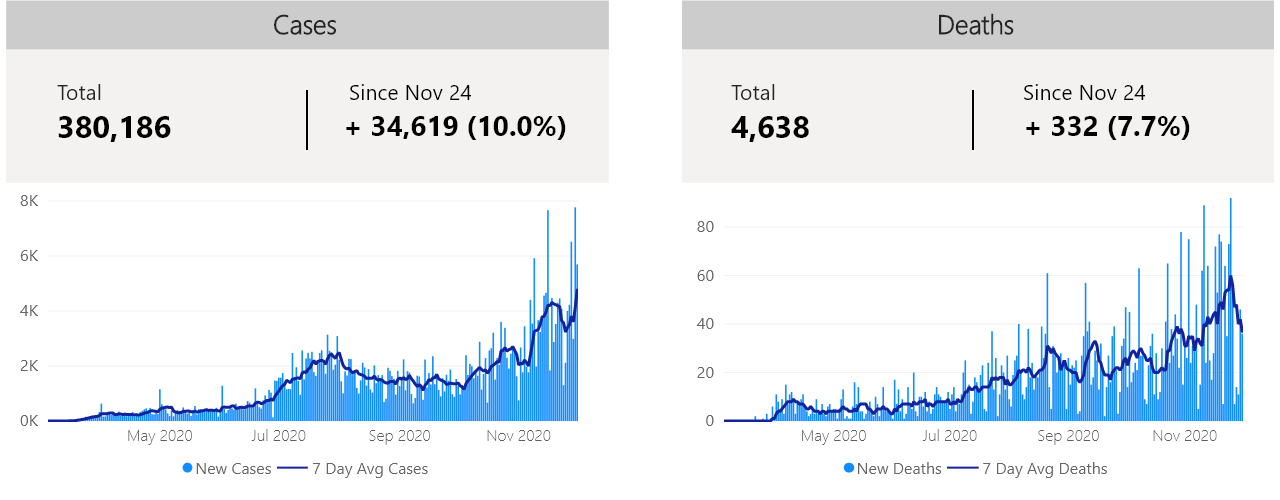 Cases
Total
380,186
Since Nov 24
+ 34,619 (10.0%)
8K
6K
4K
2K
0K
May 2020
Jul 2020
Sep 2020
Nov 2020
New Cases
7 Day Avg Cases
Deaths
Total
4,638
Since Nov 24
+ 332 (7.7%)
80
60
40
20
0
May 2020
Jul 2020
Sep 2020
Nov 2020
New Deaths
7 Day Avg Deaths